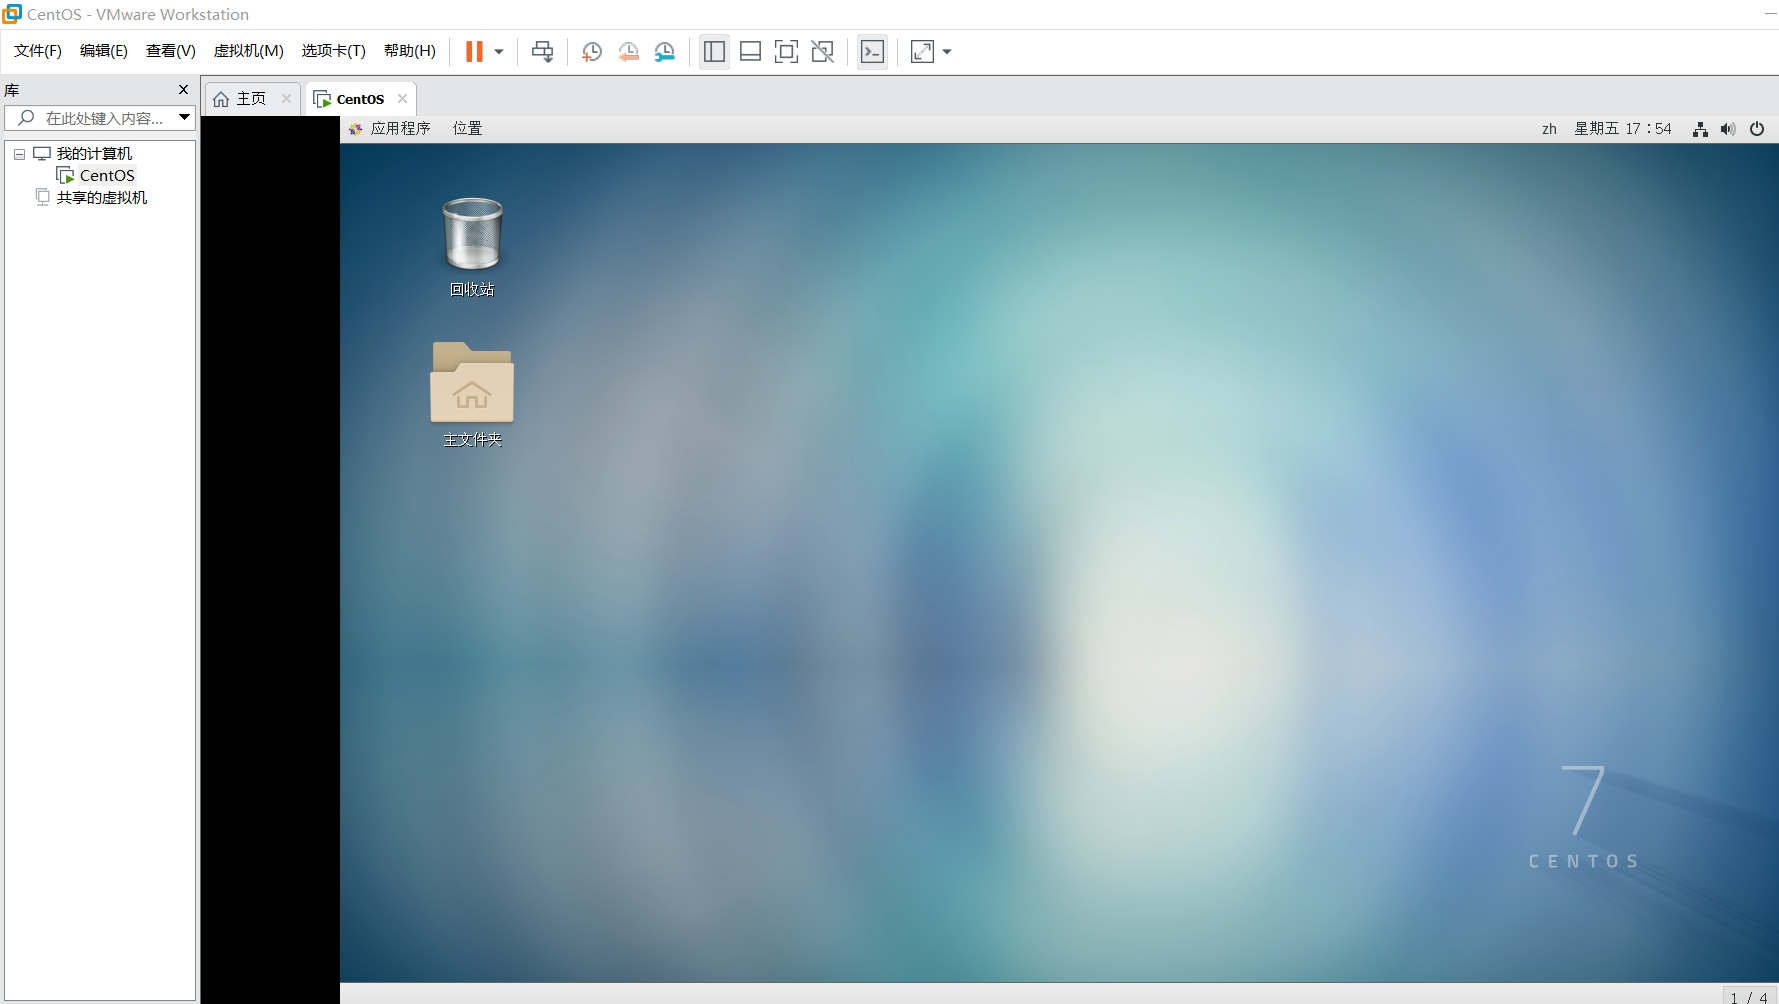 CentOS - VMware Workstation
文件(F) 编辑(E) 查看(V) 虚拟机(M) 选项卡(T) 帮助(H)
库
在此处键入内容...
我的计算机
CentOS
共享的虚拟机
主页
CentOS
应用程序 位置
zh 星期五 17：54
回收站
主文件夹
7
CENTOS
1 / 4